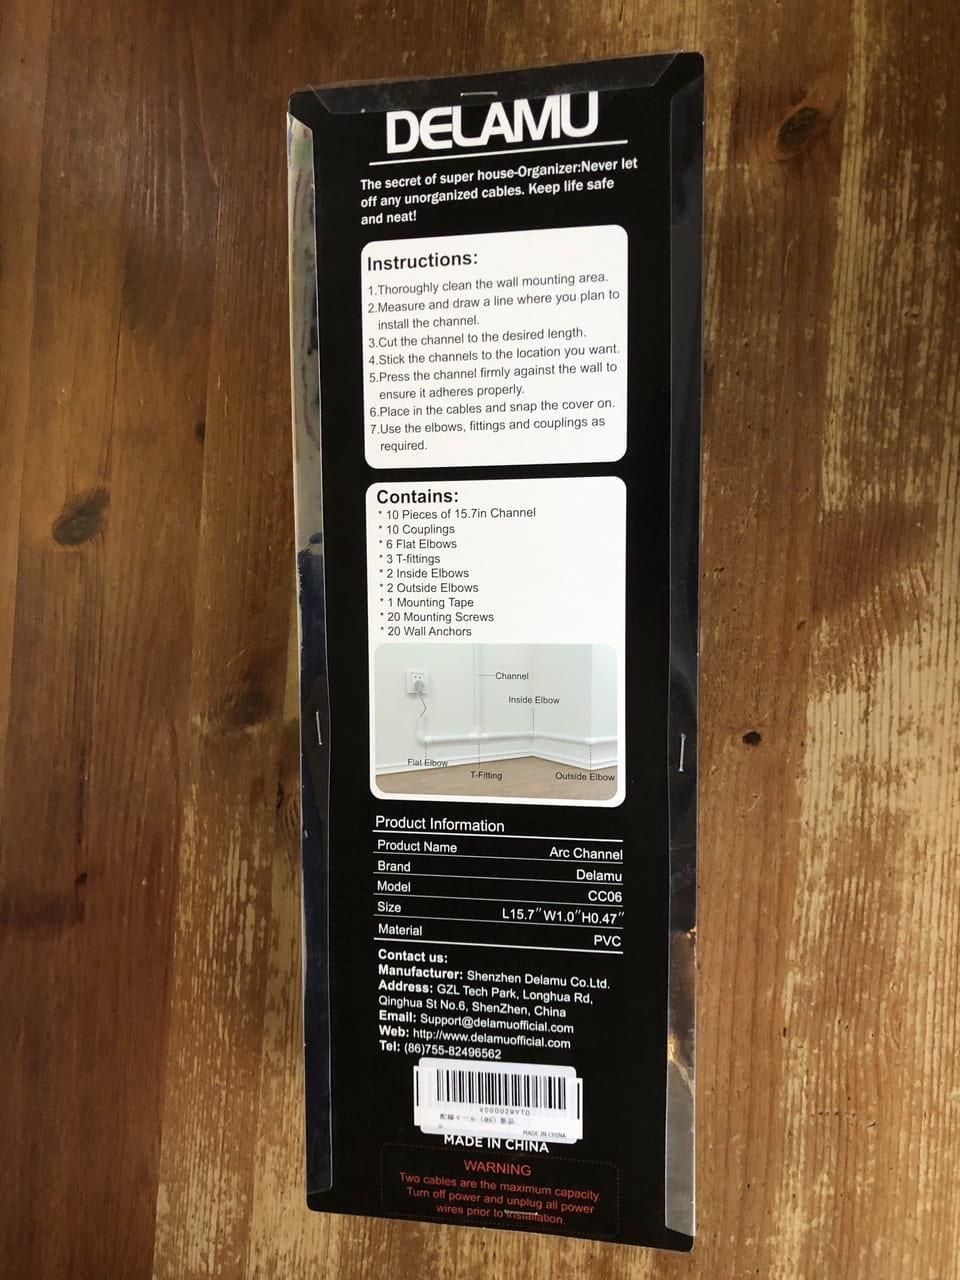 DELAMU
The secret of super house-Organizer:Never let
off any unorganized cables. Keep life safe
and neat!
Instructions:
1.Thoroughly clean the wall mounting area.
2.Measure and draw a line where you plan to
install the channel.
3.Cut the channel to the desired length.
4.Stick the channels to the location you want.
5.Press the channel firmly against the wall to
ensure it adheres properly.
6.Place in the cables and snap the cover on.
7.Use the elbows, fittings and couplings as
required.
Contains:
* 10 Pieces of 15.7in Channel
* 10 Couplings
* 6 Flat Elbows
* 3 T-fittings
* 2 Inside Elbows
* 2 Outside Elbows
* 1 Mounting Tape
* 20 Mounting Screws
* 20 Wall Anchors
Channel
Inside Elbow
Flat Elbow
T-Fitting
Outside Elbow
Product Information
Product Name Arc Channel
Brand Delamu
Model CC06
Size L15.7″W1.0″H0.47″
Material PVC
Contact us:
Manufacturer: Shenzhen Delamu Co.Ltd.
Address: GZL Tech Park, Longhua Rd,
Qinghua St No.6, ShenZhen, China
Email: Support@delamuofficial.com
Web: http://www.delamuofficial.com
Tel: (86)755-82496562
新品
MADE IN CHINA
MADE IN CHINA
WARNING
Two cables are the maximum capacity.
Turn off power and unplug all power
wires prior to installation.